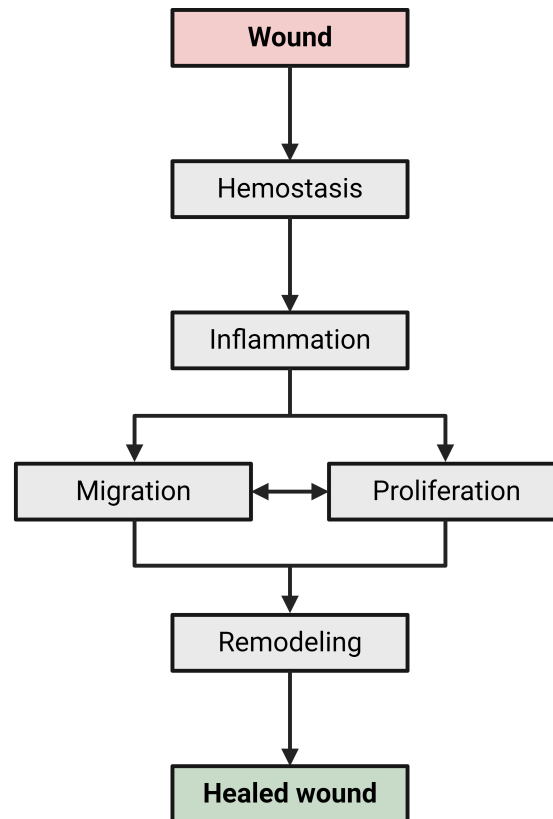 Wound
Hemostasis
Inflammation
Migration
Proliferation
Remodeling
Healed wound